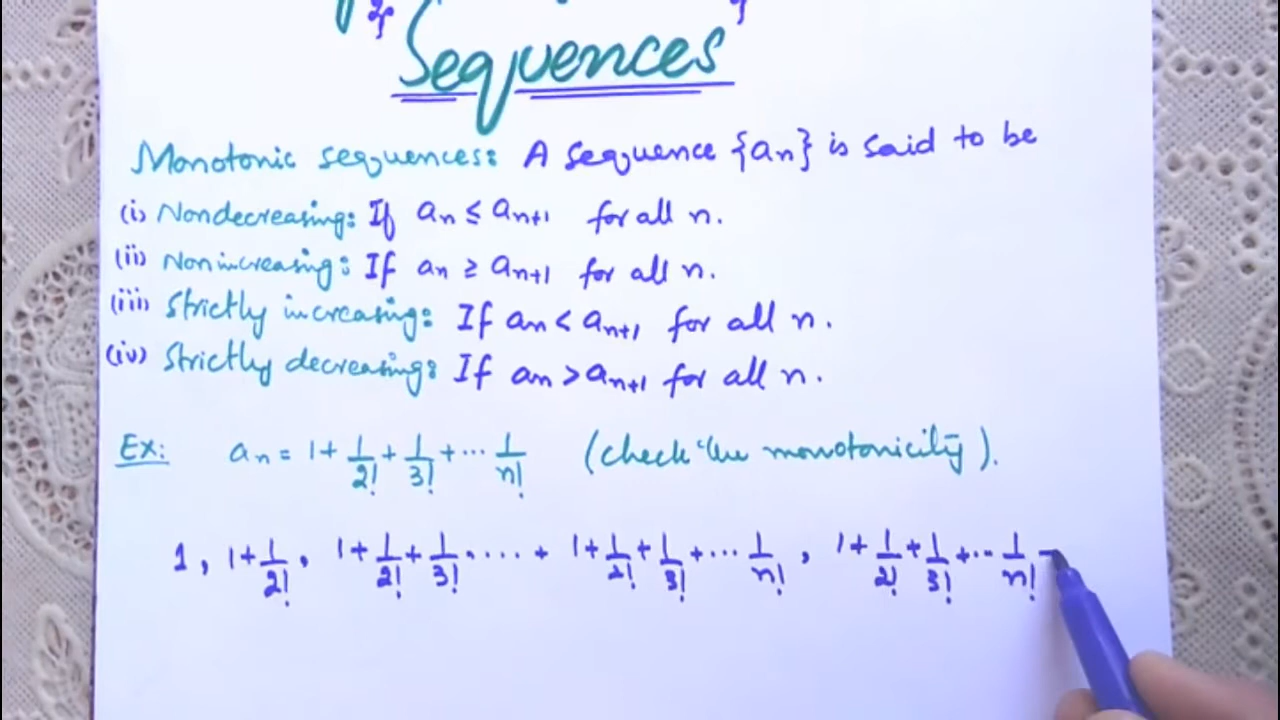 Sequences
Monotonic sequences: A sequence {an} is said to be
(i) Nondecreasing: If an ≤ an+1 for all n.
(ii) Nonincreasing: If an ≥ an+1 for all n.
(iii) Strictly increasing: If an < an+1 for all n.
(iv) Strictly decreasing: If an > an+1 for all n.
Ex: an = 1 + 1/2! + 1/3! + ... 1/n! (check the monotonicity).
1, 1 + 1/2!, 1 + 1/2! + 1/3! ..... + 1 + 1/2! + 1/3! + ... 1/n!, 1 + 1/2! + 1/3! + ... 1/n! -